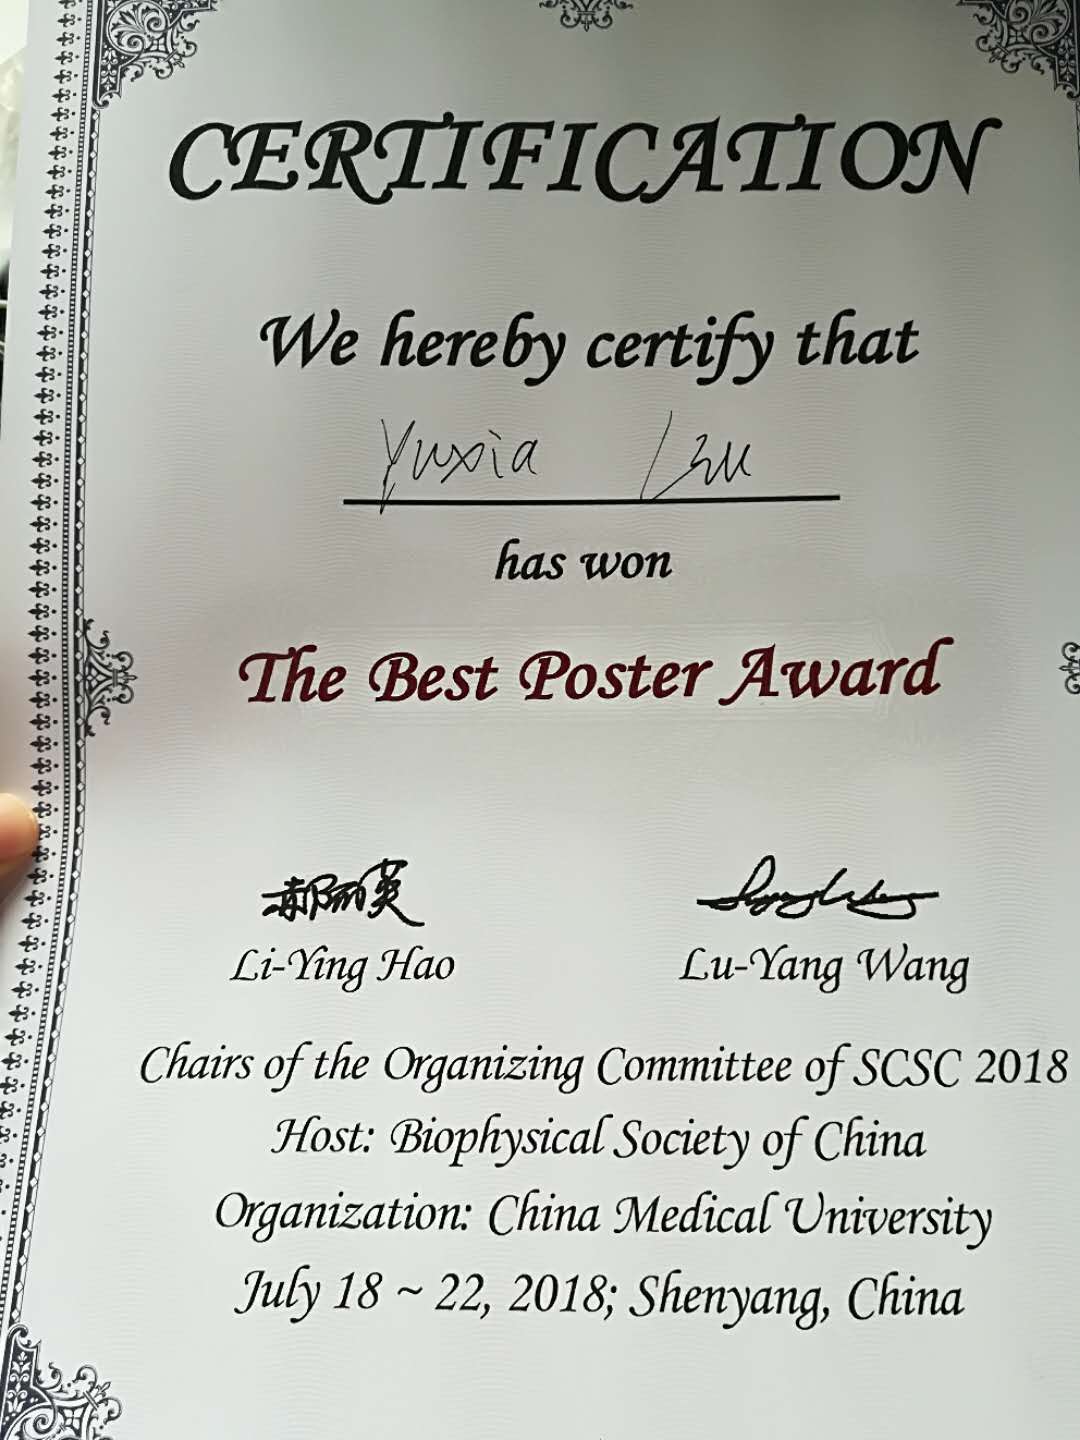 CERTIFICATION
We hereby certify that
Yuxia
has won
The Best Poster Award
郝丽英
Li-Ying Hao
Lu-Yang Wang
Chairs of the Organizing Committee of SCSC 2018
Host: Biophysical Society of China
Organization: China Medical University
July 18 ~ 22, 2018; Shenyang, China